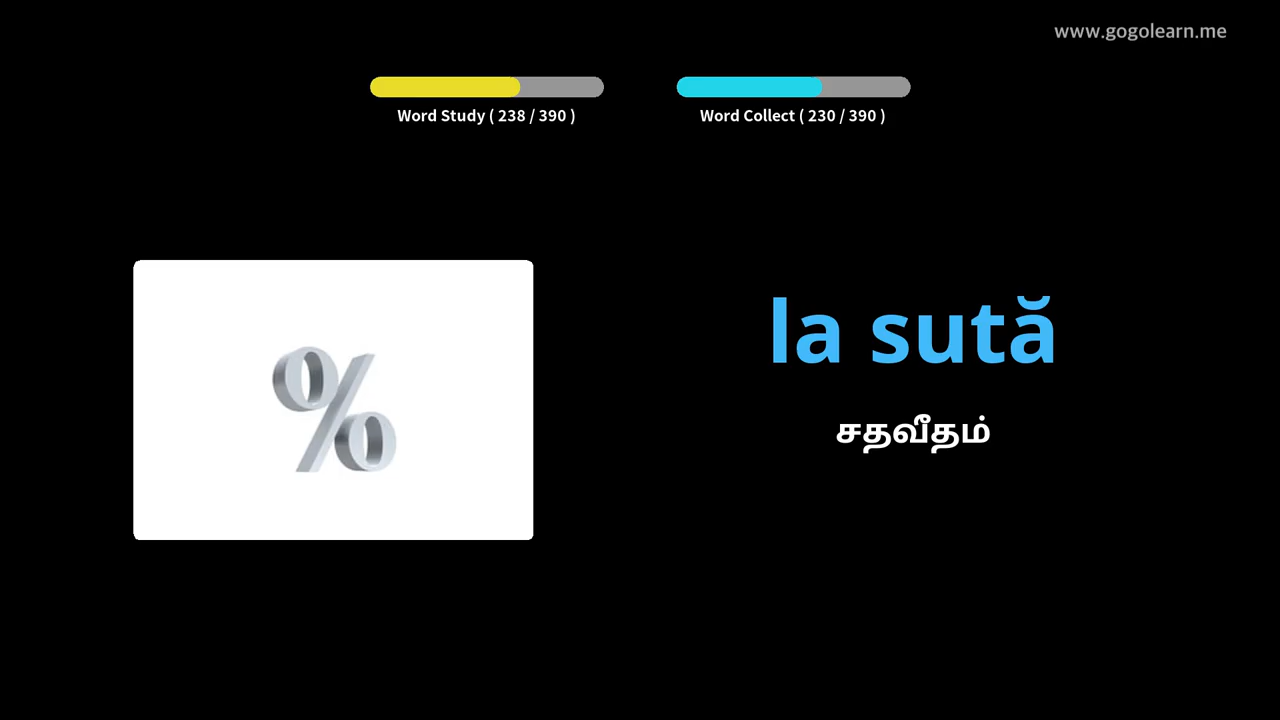 www.gogolearn.me
Word Study ( 238 / 390 )
Word Collect ( 230 / 390 )
%
la sută
சதவீதம்